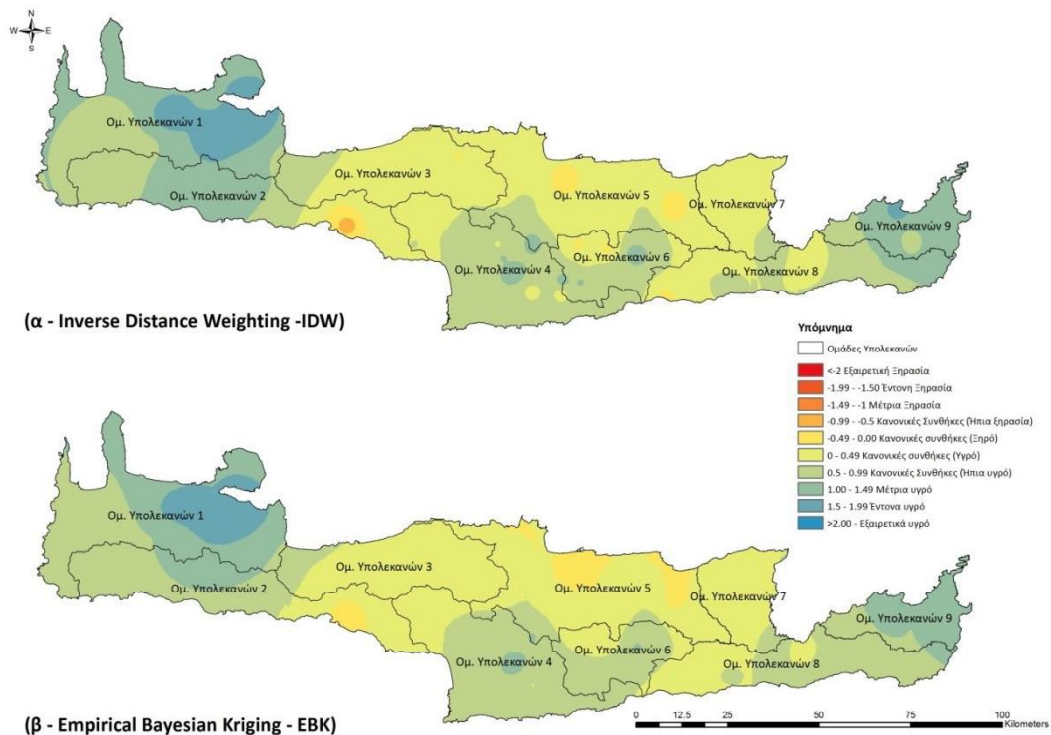 N
W E
S
Ομ. Υπολεκανών 1
Ομ. Υπολεκανών 2
Ομ. Υπολεκανών 3
Ομ. Υπολεκανών 4
Ομ. Υπολεκανών 5
Ομ. Υπολεκανών 6
Ομ. Υπολεκανών 7
Ομ. Υπολεκανών 8
Ομ. Υπολεκανών 9
(α - Inverse Distance Weighting -IDW)
Υπόμνημα
Ομάδες Υπολεκανών
<-2 Εξαιρετική Ξηρασία
-1.99 - -1.50 Έντονη Ξηρασία
-1.49 - -1 Μέτρια Ξηρασία
-0.99 - -0.5 Κανονικές Συνθήκες (Ήπια ξηρασία)
-0.49 - 0.00 Κανονικές συνθήκες (Ξηρό)
0 - 0.49 Κανονικές συνθήκες (Υγρό)
0.5 - 0.99 Κανονικές Συνθήκες (Ήπια υγρό)
1.00 - 1.49 Μέτρια υγρό
1.5 - 1.99 Έντονα υγρό
>2.00 - Εξαιρετικά υγρό
Ομ. Υπολεκανών 1
Ομ. Υπολεκανών 2
Ομ. Υπολεκανών 3
Ομ. Υπολεκανών 4
Ομ. Υπολεκανών 5
Ομ. Υπολεκανών 6
Ομ. Υπολεκανών 7
Ομ. Υπολεκανών 8
Ομ. Υπολεκανών 9
(β - Empirical Bayesian Kriging - EBK)
0 12.5 25 50 75 100
Kilometers